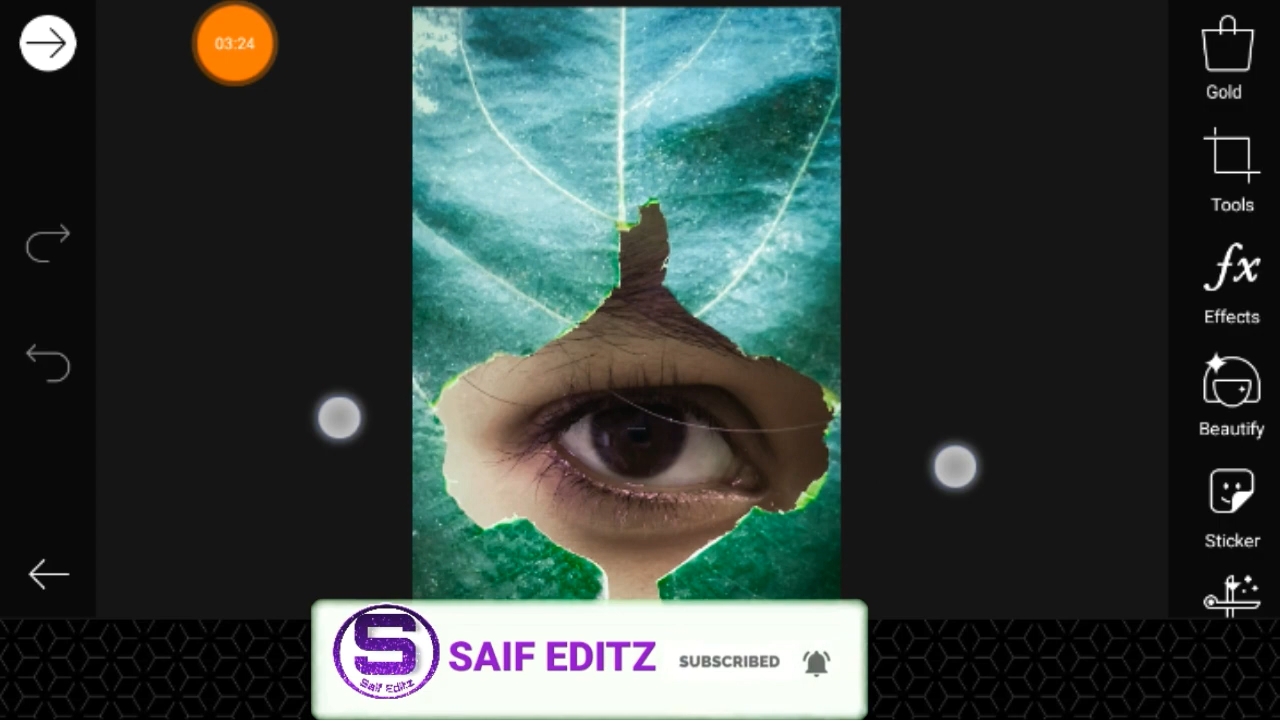 03:24
Gold
Tools
fx
Effects
Beautify
Sticker
S
Saif Editz
SAIF EDITZ
SUBSCRIBED